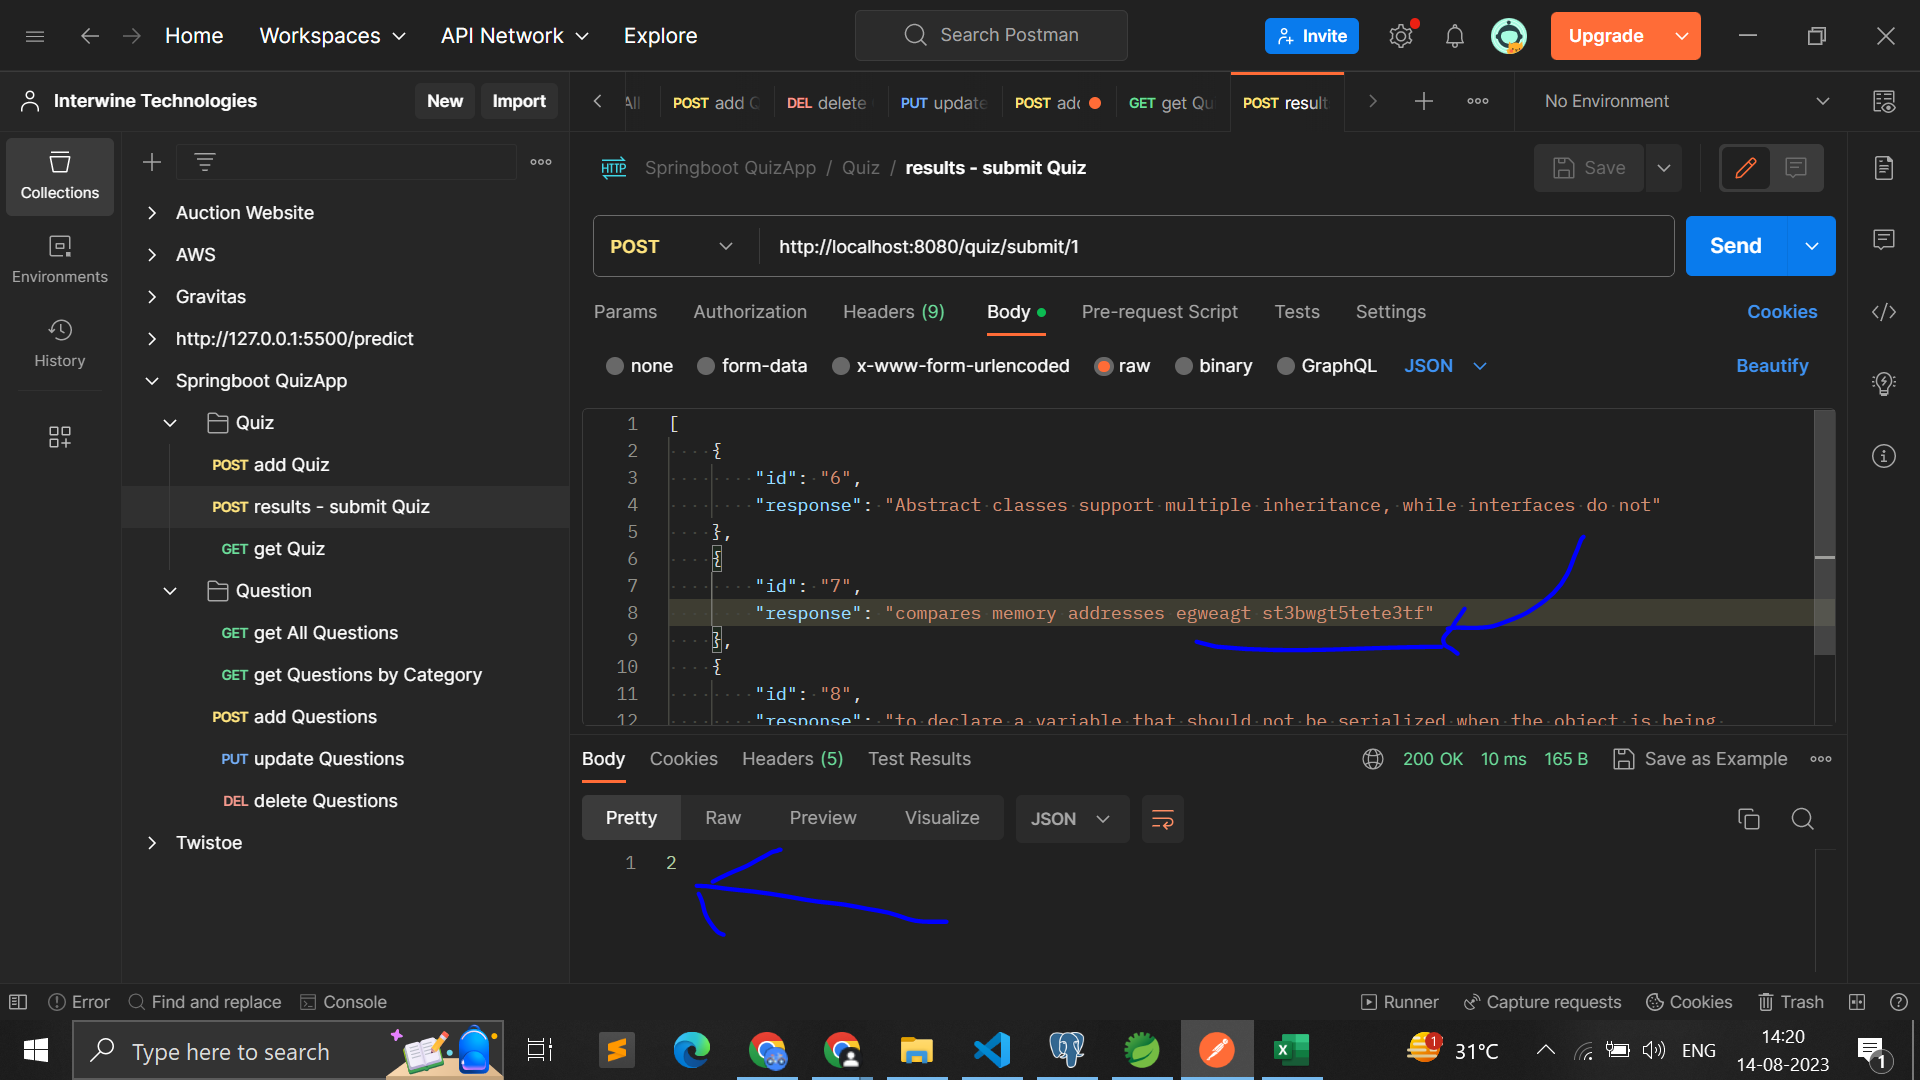 Home Workspaces API Network Explore
Search Postman
Invite
Upgrade
Interwine Technologies New Import
All POST add Q DEL delete PUT update POST add GET get Qu POST result
No Environment
Collections
Environments
History
Auction Website
AWS
Gravitas
http://127.0.0.1:5500/predict
Springboot QuizApp
Quiz
POST add Quiz
POST results - submit Quiz
GET get Quiz
Question
GET get All Questions
GET get Questions by Category
POST add Questions
PUT update Questions
DEL delete Questions
Twistoe
HTTP Springboot QuizApp / Quiz / results - submit Quiz
Save
POST http://localhost:8080/quiz/submit/1
Send
Params Authorization Headers (9) Body Pre-request Script Tests Settings Cookies
none form-data x-www-form-urlencoded raw binary GraphQL JSON Beautify
1 [
2 {
3 "id": "6",
4 "response": "Abstract classes support multiple inheritance, while interfaces do not"
5 },
6 {
7 "id": "7",
8 "response": "compares memory addresses egweagt st3bwgt5tete3tf"
9 },
10 {
11 "id": "8",
12 "response": "to declare a variable that should not be serialized when the object is being
Body Cookies Headers (5) Test Results
200 OK 10 ms 165 B Save as Example
Pretty Raw Preview Visualize JSON
1 2
Error Find and replace Console
Runner Capture requests Cookies Trash
Type here to search
1
31°C
ENG
14:20
14-08-2023
1